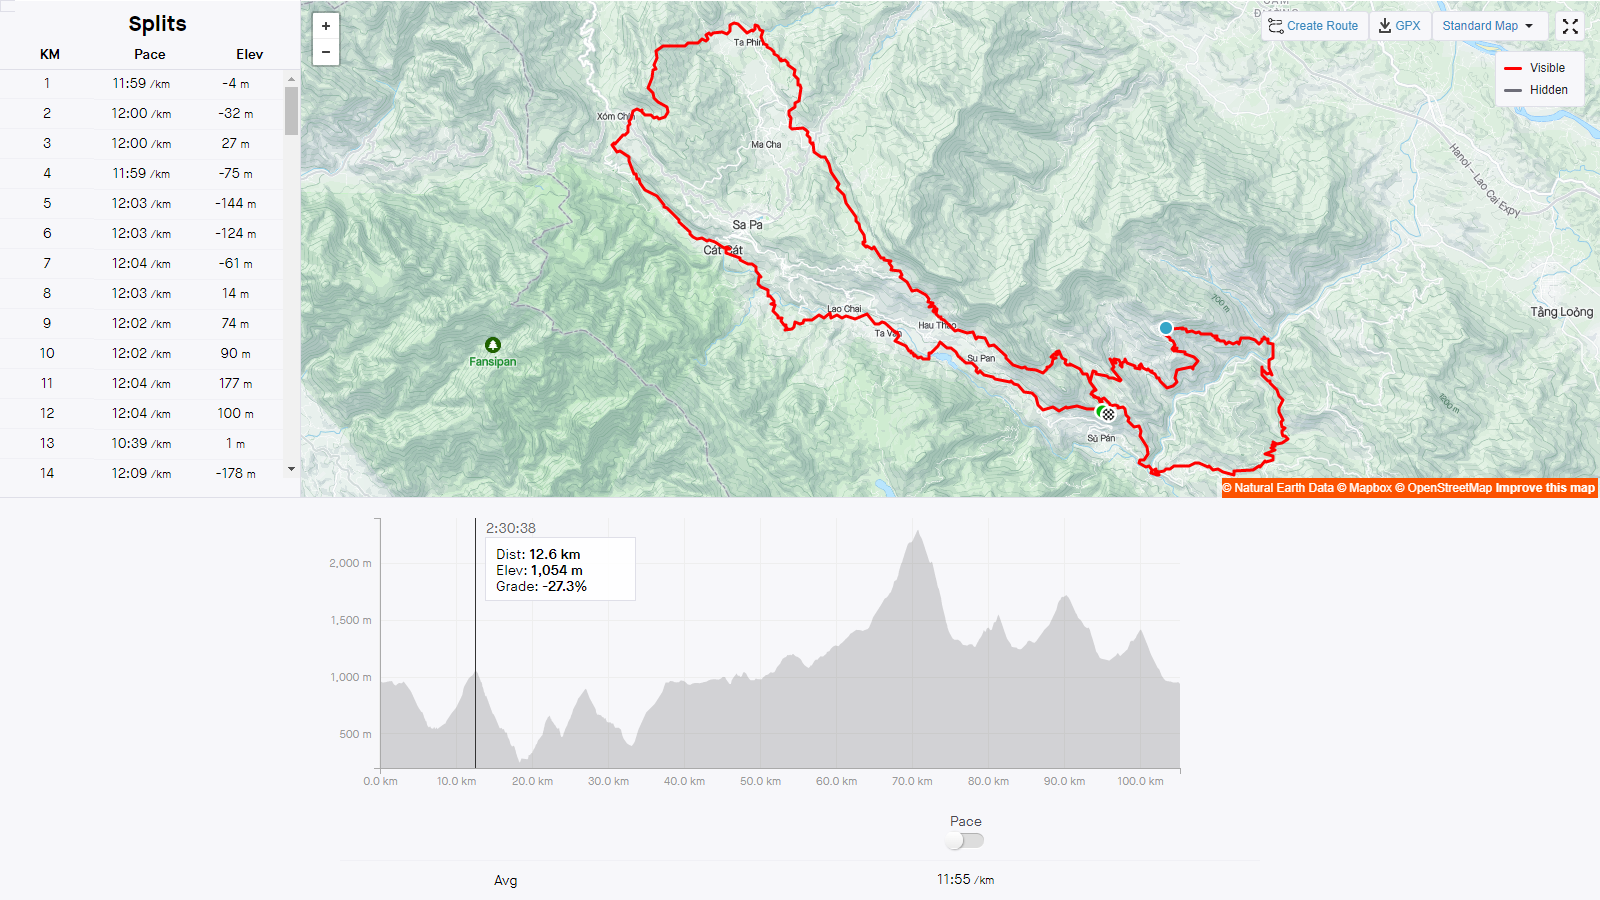 Splits
KM Pace Elev
1 11:59 /km -4 m
2 12:00 /km -32 m
3 12:00 /km 27 m
4 11:59 /km -75 m
5 12:03 /km -144 m
6 12:03 /km -124 m
7 12:04 /km -61 m
8 12:03 /km 14 m
9 12:02 /km 74 m
10 12:02 /km 90 m
11 12:04 /km 177 m
12 12:04 /km 100 m
13 10:39 /km 1 m
14 12:09 /km -178 m
+
−
Create Route
GPX
Standard Map
Visible
Hidden
Ta Phin
Xóm Chín
Ma Cha
Hanoi – Lao Cai Expy
Sa Pa
Cát Cát
Lao Chai
Ta Van
Hau Thao
Su Pan
Sử Pán
700 m
1200 m
Tằng Loỏng
Fansipan
© Natural Earth Data © Mapbox © OpenStreetMap Improve this map
2:30:38
Dist: 12.6 km
Elev: 1,054 m
Grade: -27.3%
2,000 m
1,500 m
1,000 m
500 m
0.0 km 10.0 km 20.0 km 30.0 km 40.0 km 50.0 km 60.0 km 70.0 km 80.0 km 90.0 km 100.0 km
Pace
Avg 11:55 /km